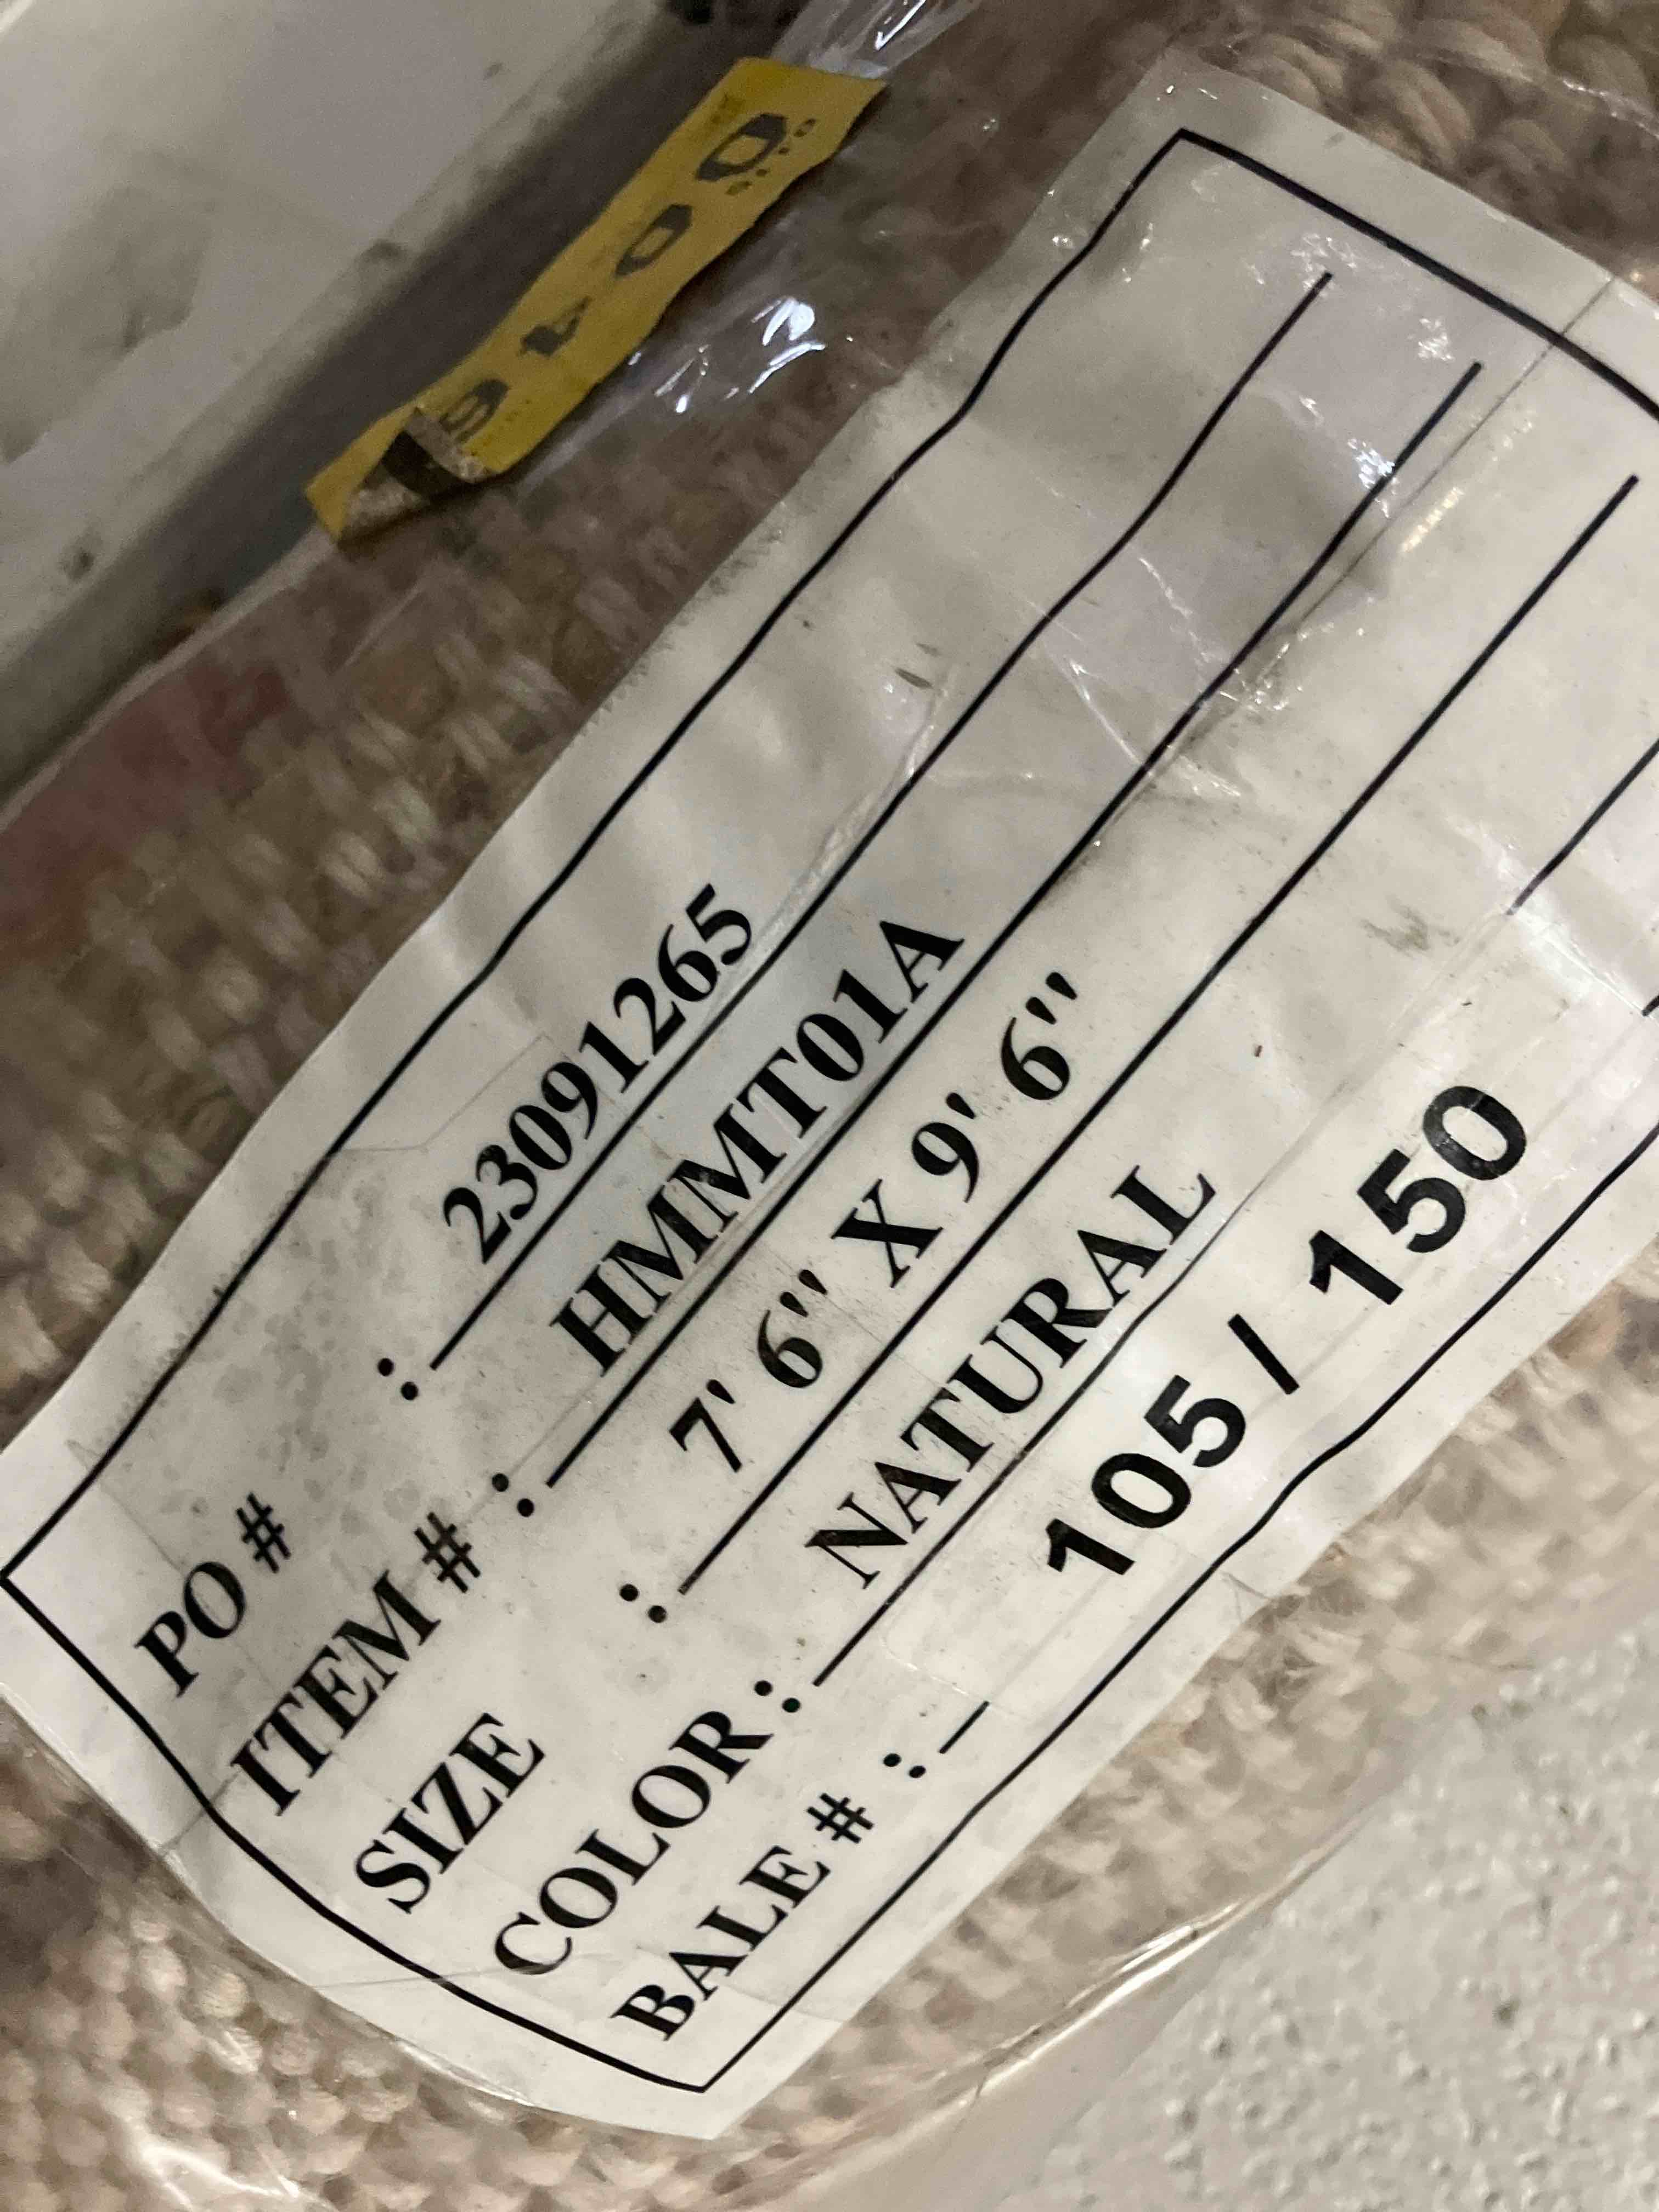 PO # : 23091265
ITEM # : HMMT01A
SIZE : 7' 6" X 9' 6"
COLOR : NATURAL
BALE # : 105 / 150